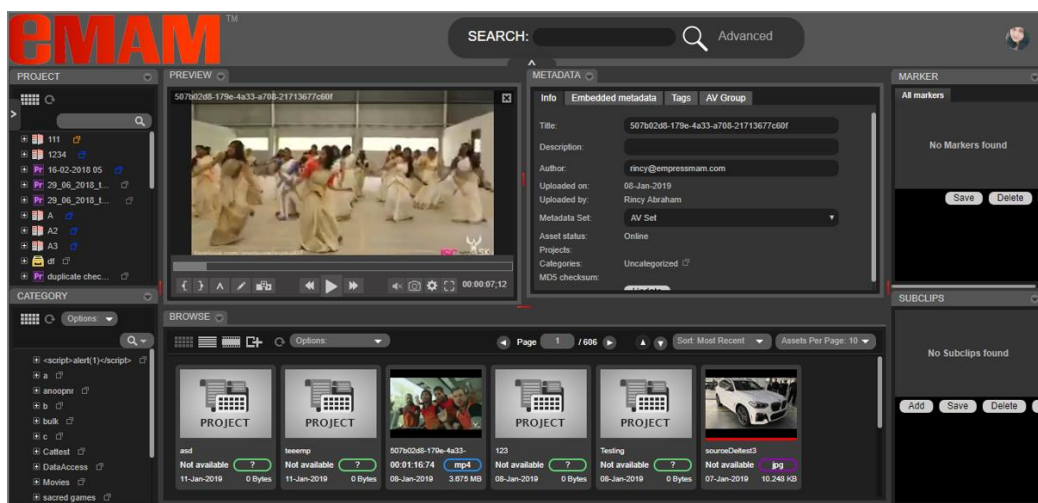 eMAM TM
SEARCH: Advanced
PROJECT
111
1234
16-02-2018 05
29_06_2018_t...
29_06_2018_t...
A
A2
A3
df
duplicate chec...
CATEGORY
Options:
<script>alert(1)</script>
a
anoopnr
b
bulk
c
Cattest
DataAccess
Movies
sacred games
PREVIEW
507b02d8-179e-4a33-a708-21713677c60f
00:00:07;12
METADATA
Info Embedded metadata Tags AV Group
Title: 507b02d8-179e-4a33-a708-21713677c60f
Description:
Author: rincy@empressmam.com
Uploaded on: 08-Jan-2019
Uploaded by: Rincy Abraham
Metadata Set: AV Set
Asset status: Online
Projects:
Categories: Uncategorized
MD5 checksum:
Update
MARKER
All markers
No Markers found
Save Delete
SUBCLIPS
No Subclips found
Add Save Delete
BROWSE
Options: Page 1 / 606 Sort: Most Recent Assets Per Page: 10
PROJECT PROJECT PROJECT PROJECT
asd teeemp 507b02d8-179e-4a33- 123 Testing sourceDeltest3
Not available ? Not available ? 00:01:16.74 mp4 Not available ? Not available ? Not available jpg
11-Jan-2019 0 Bytes 11-Jan-2019 0 Bytes 08-Jan-2019 3.675 MB 08-Jan-2019 0 Bytes 08-Jan-2019 0 Bytes 07-Jan-2019 10.248 KB